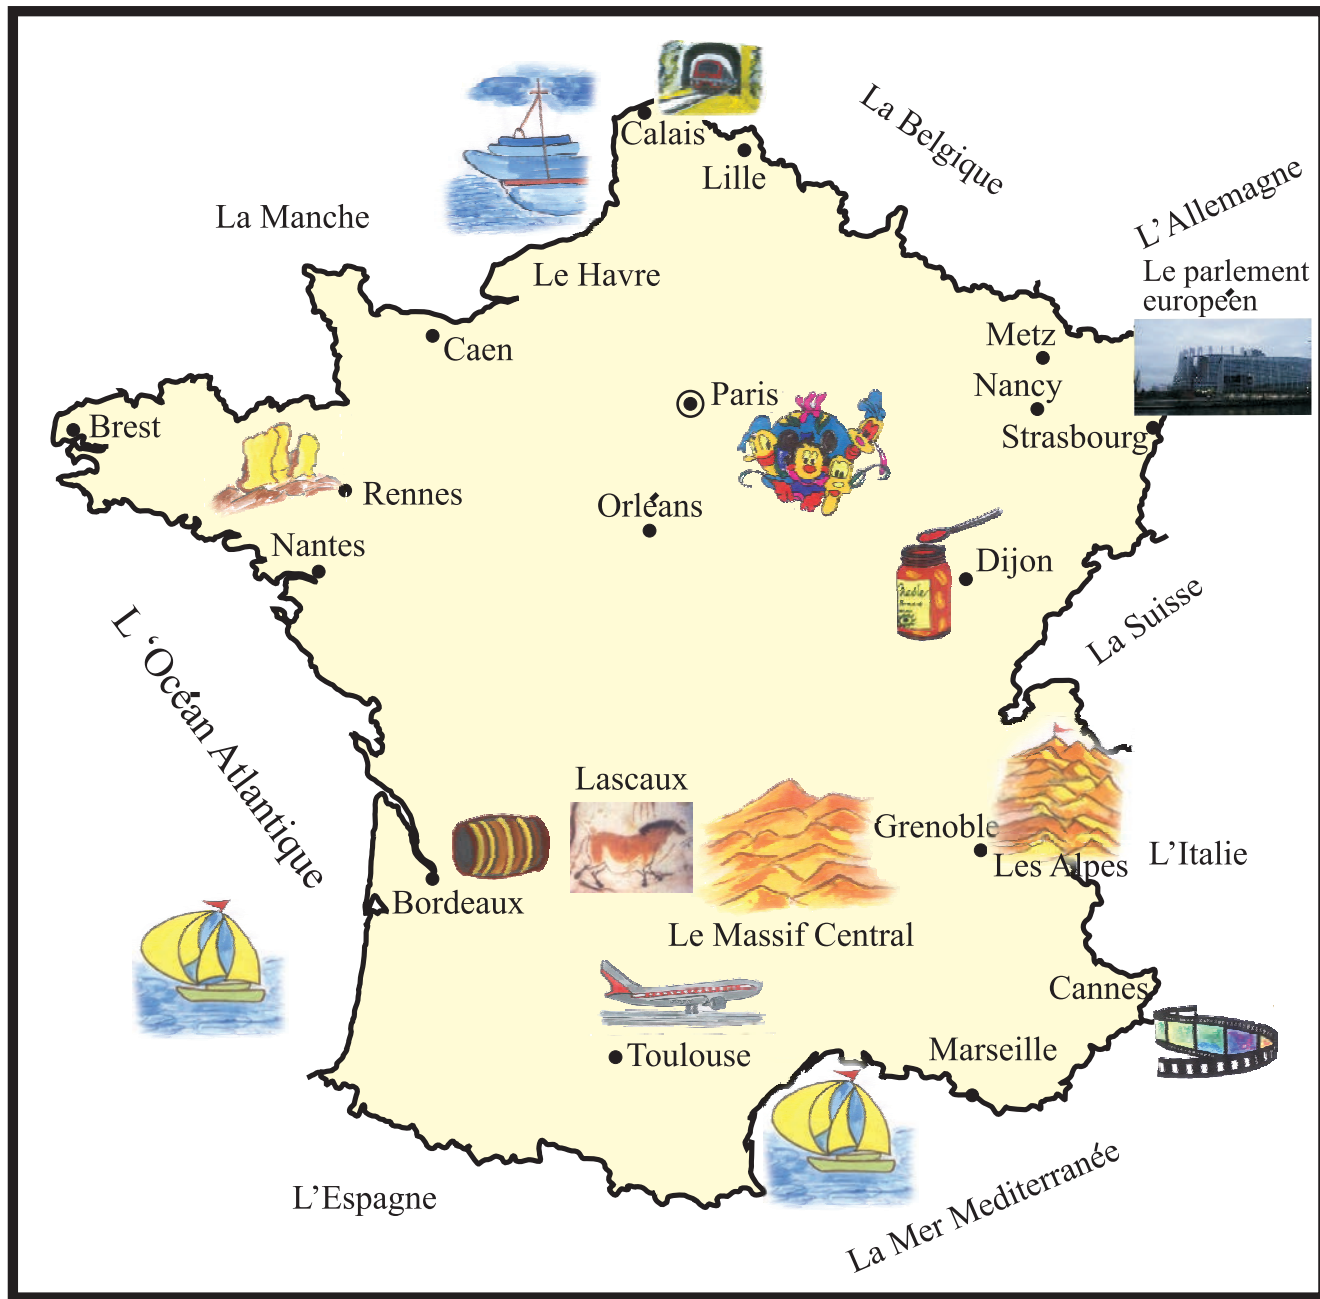 Calais
La Belgique
Lille
L'Allemagne
La Manche
Le parlement
européen
Le Havre
Metz
Caen
Nancy
Paris
Brest
Strasbourg
Rennes
Orléans
Nantes
Dijon
La Suisse
L 'Océan Atlantique
Lascaux
Grenoble
Les Alpes
L'Italie
Bordeaux
Le Massif Central
Cannes
Marseille
Toulouse
La Mer Mediterranée
L'Espagne